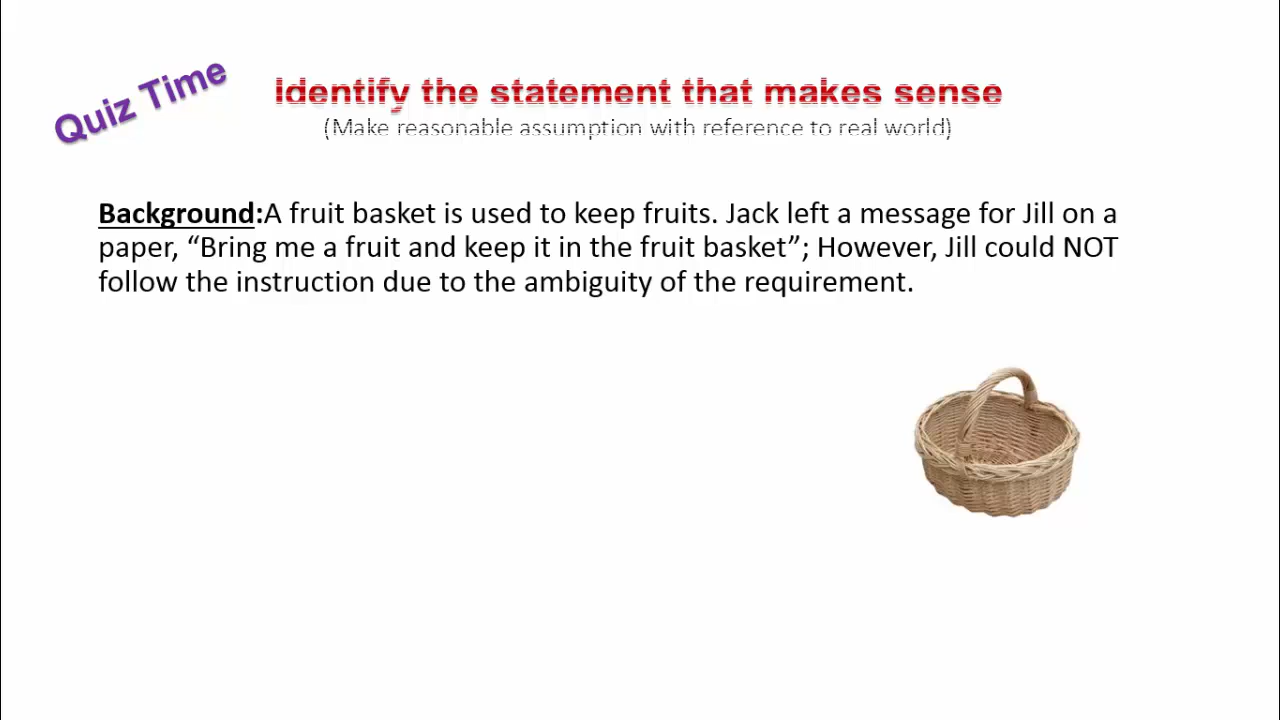 Quiz Time
Identify the statement that makes sense
(Make reasonable assumption with reference to real world)
Background:A fruit basket is used to keep fruits. Jack left a message for Jill on a
paper, “Bring me a fruit and keep it in the fruit basket”; However, Jill could NOT
follow the instruction due to the ambiguity of the requirement.